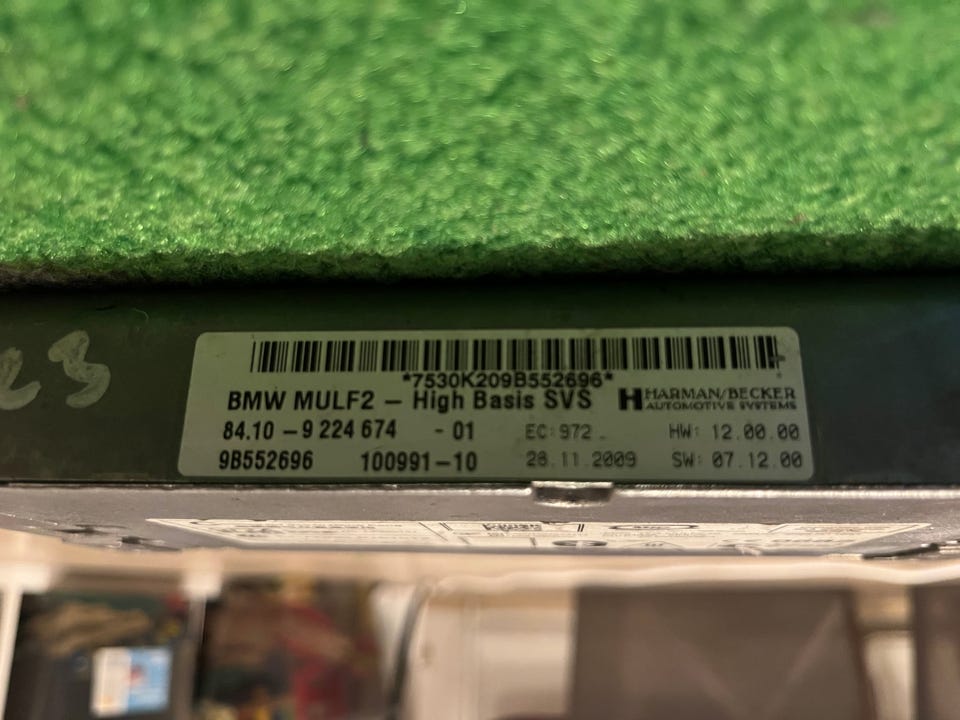 23
*7530K209B552696*
BMW MULF2 – High Basis SVS HARMAN/BECKER
AUTOMOTIVE SYSTEMS
84.10 – 9 224 674 - 01 EC: 972 HW: 12.00.00
9B552696 100991-10 28.11.2009 SW: 07.12.00